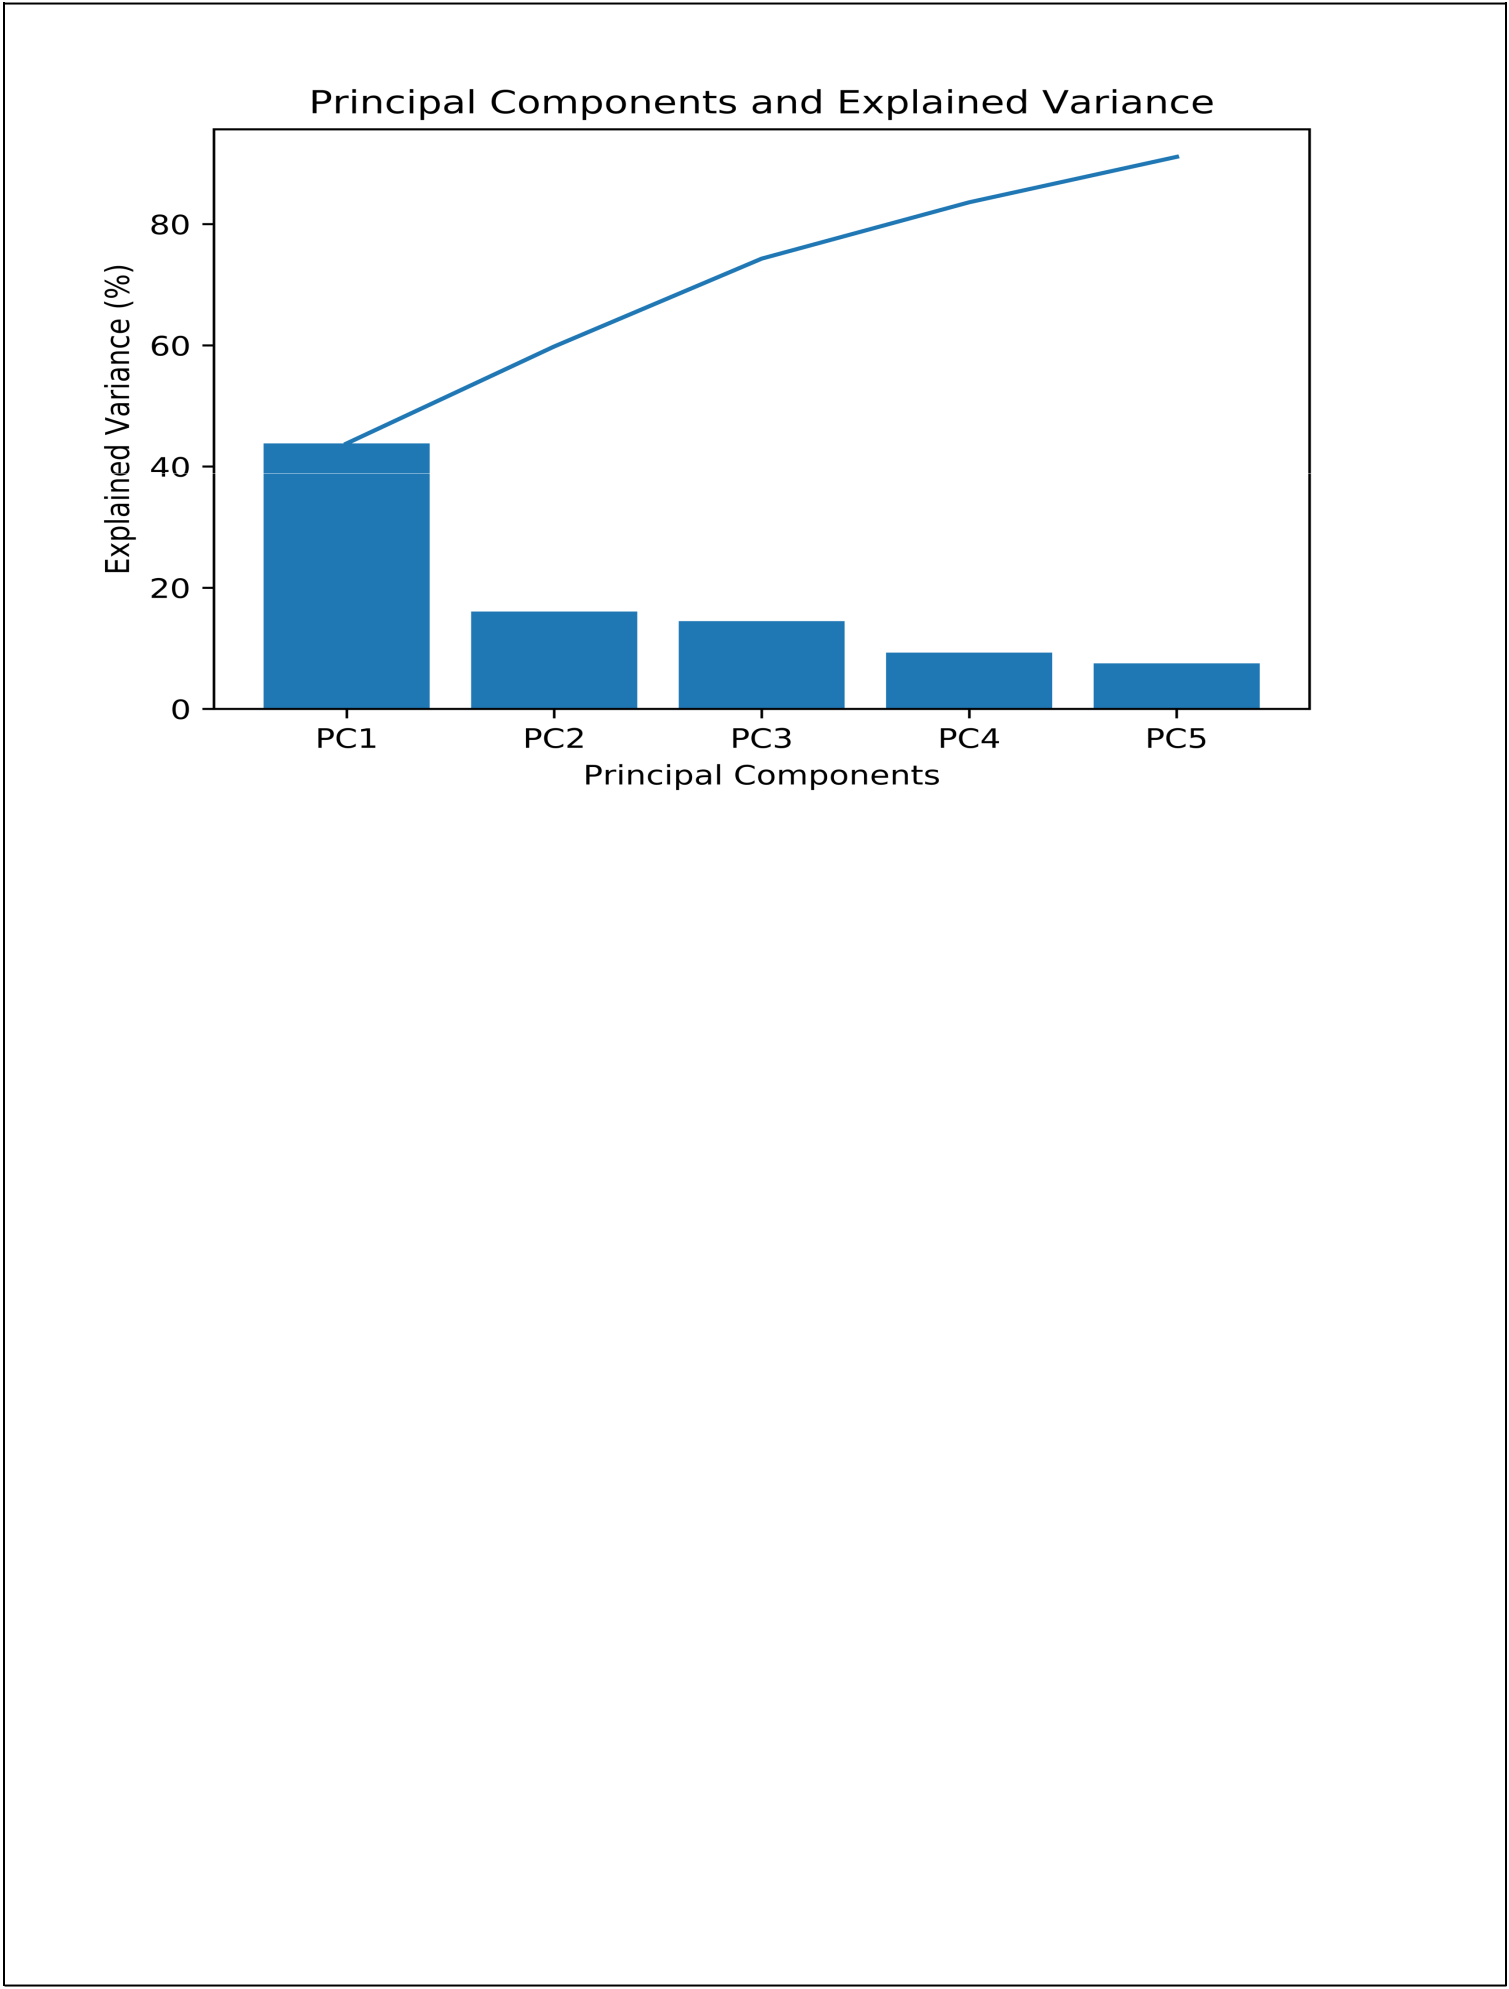 Principal Components and Explained Variance
Explained Variance (%)
80
60
40
20
0
PC1 PC2 PC3 PC4 PC5
Principal Components